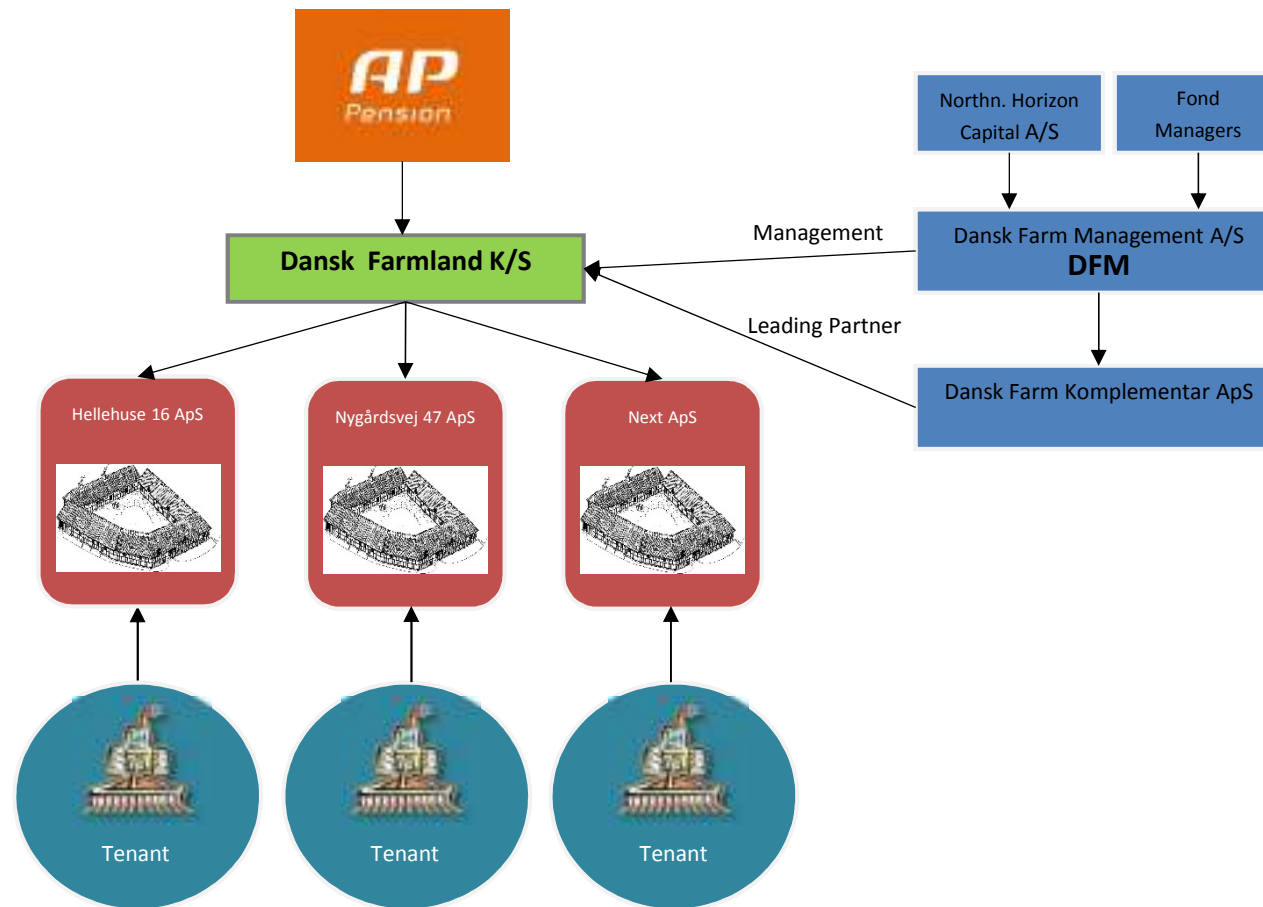 AP
Pension
Northn. Horizon
Capital A/S
Fond
Managers
Management
Dansk Farm Management A/S
DFM
Dansk Farmland K/S
Leading Partner
Dansk Farm Komplementar ApS
Hellehuse 16 ApS
Nygårdsvej 47 ApS
Next ApS
Tenant
Tenant
Tenant